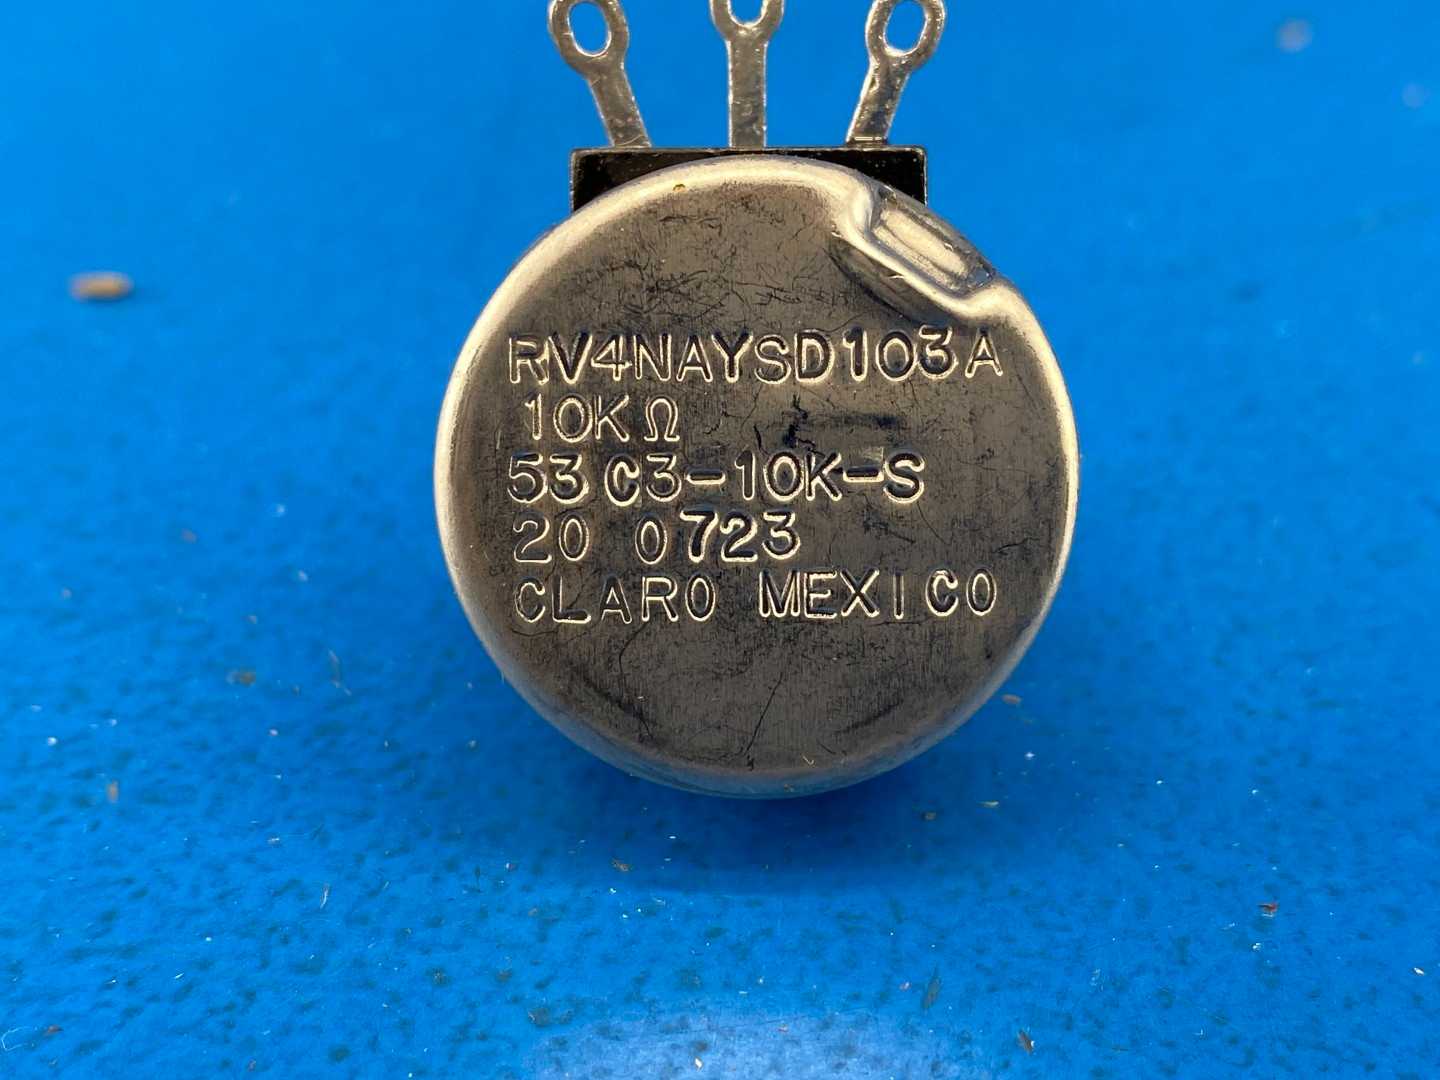 RV4NAYSD103A
10KΩ
53C3-10K-S
20 0723
CLARO MEXICO